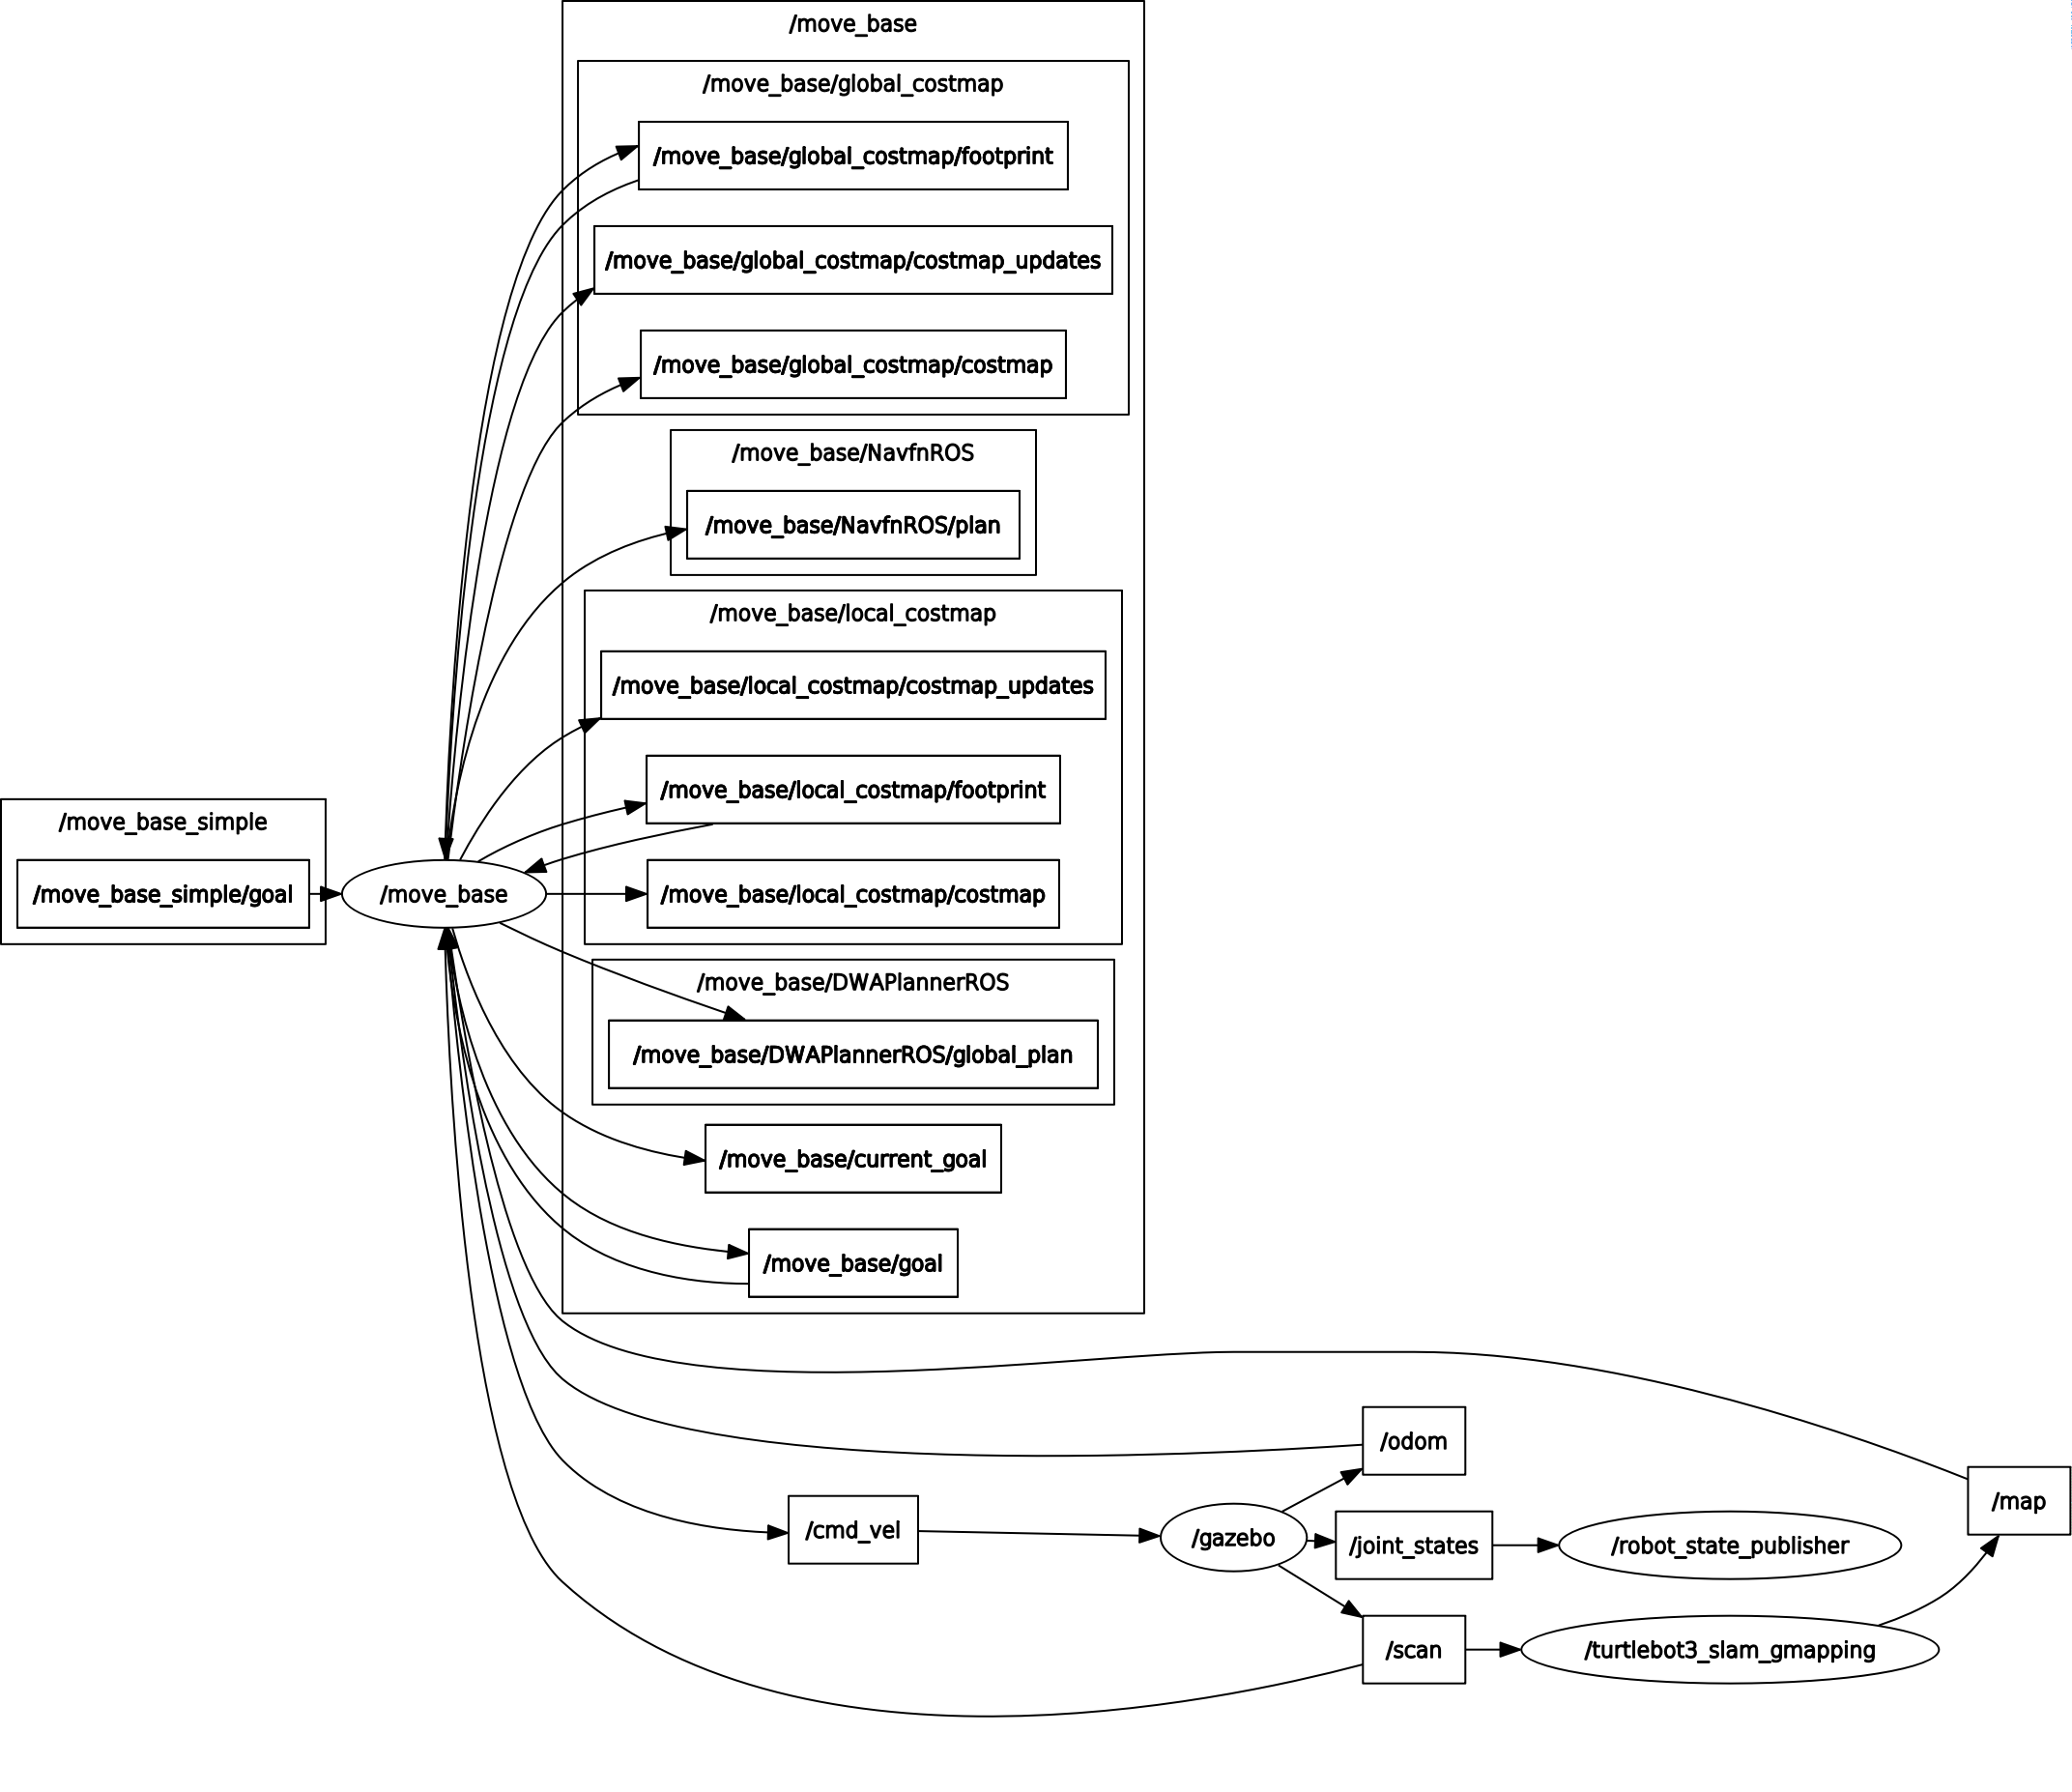 /move_base
/move_base/global_costmap
/move_base/global_costmap/footprint
/move_base/global_costmap/costmap_updates
/move_base/global_costmap/costmap
/move_base/NavfnROS
/move_base/NavfnROS/plan
/move_base/local_costmap
/move_base/local_costmap/costmap_updates
/move_base/local_costmap/footprint
/move_base_simple
/move_base_simple/goal
/move_base
/move_base/local_costmap/costmap
/move_base/DWAPlannerROS
/move_base/DWAPlannerROS/global_plan
/move_base/current_goal
/move_base/goal
/odom
/map
/cmd_vel
/gazebo
/joint_states
/robot_state_publisher
/scan
/turtlebot3_slam_gmapping